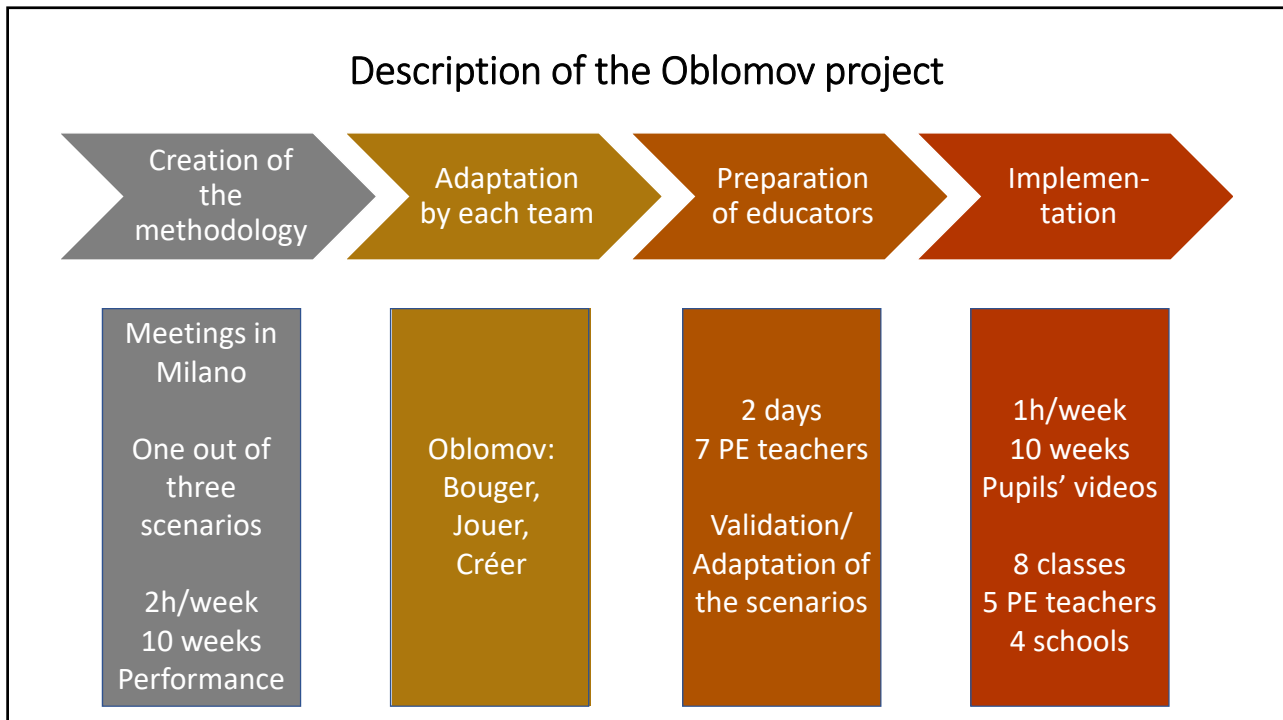 Description of the Oblomov project
Creation of
the
methodology
Adaptation
by each team
Preparation
of educators
Implemen-
tation
Meetings in
Milano
One out of
three
scenarios
2h/week
10 weeks
Performance
Oblomov:
Bouger,
Jouer,
Créer
2 days
7 PE teachers
Validation/
Adaptation of
the scenarios
1h/week
10 weeks
Pupils’ videos
8 classes
5 PE teachers
4 schools